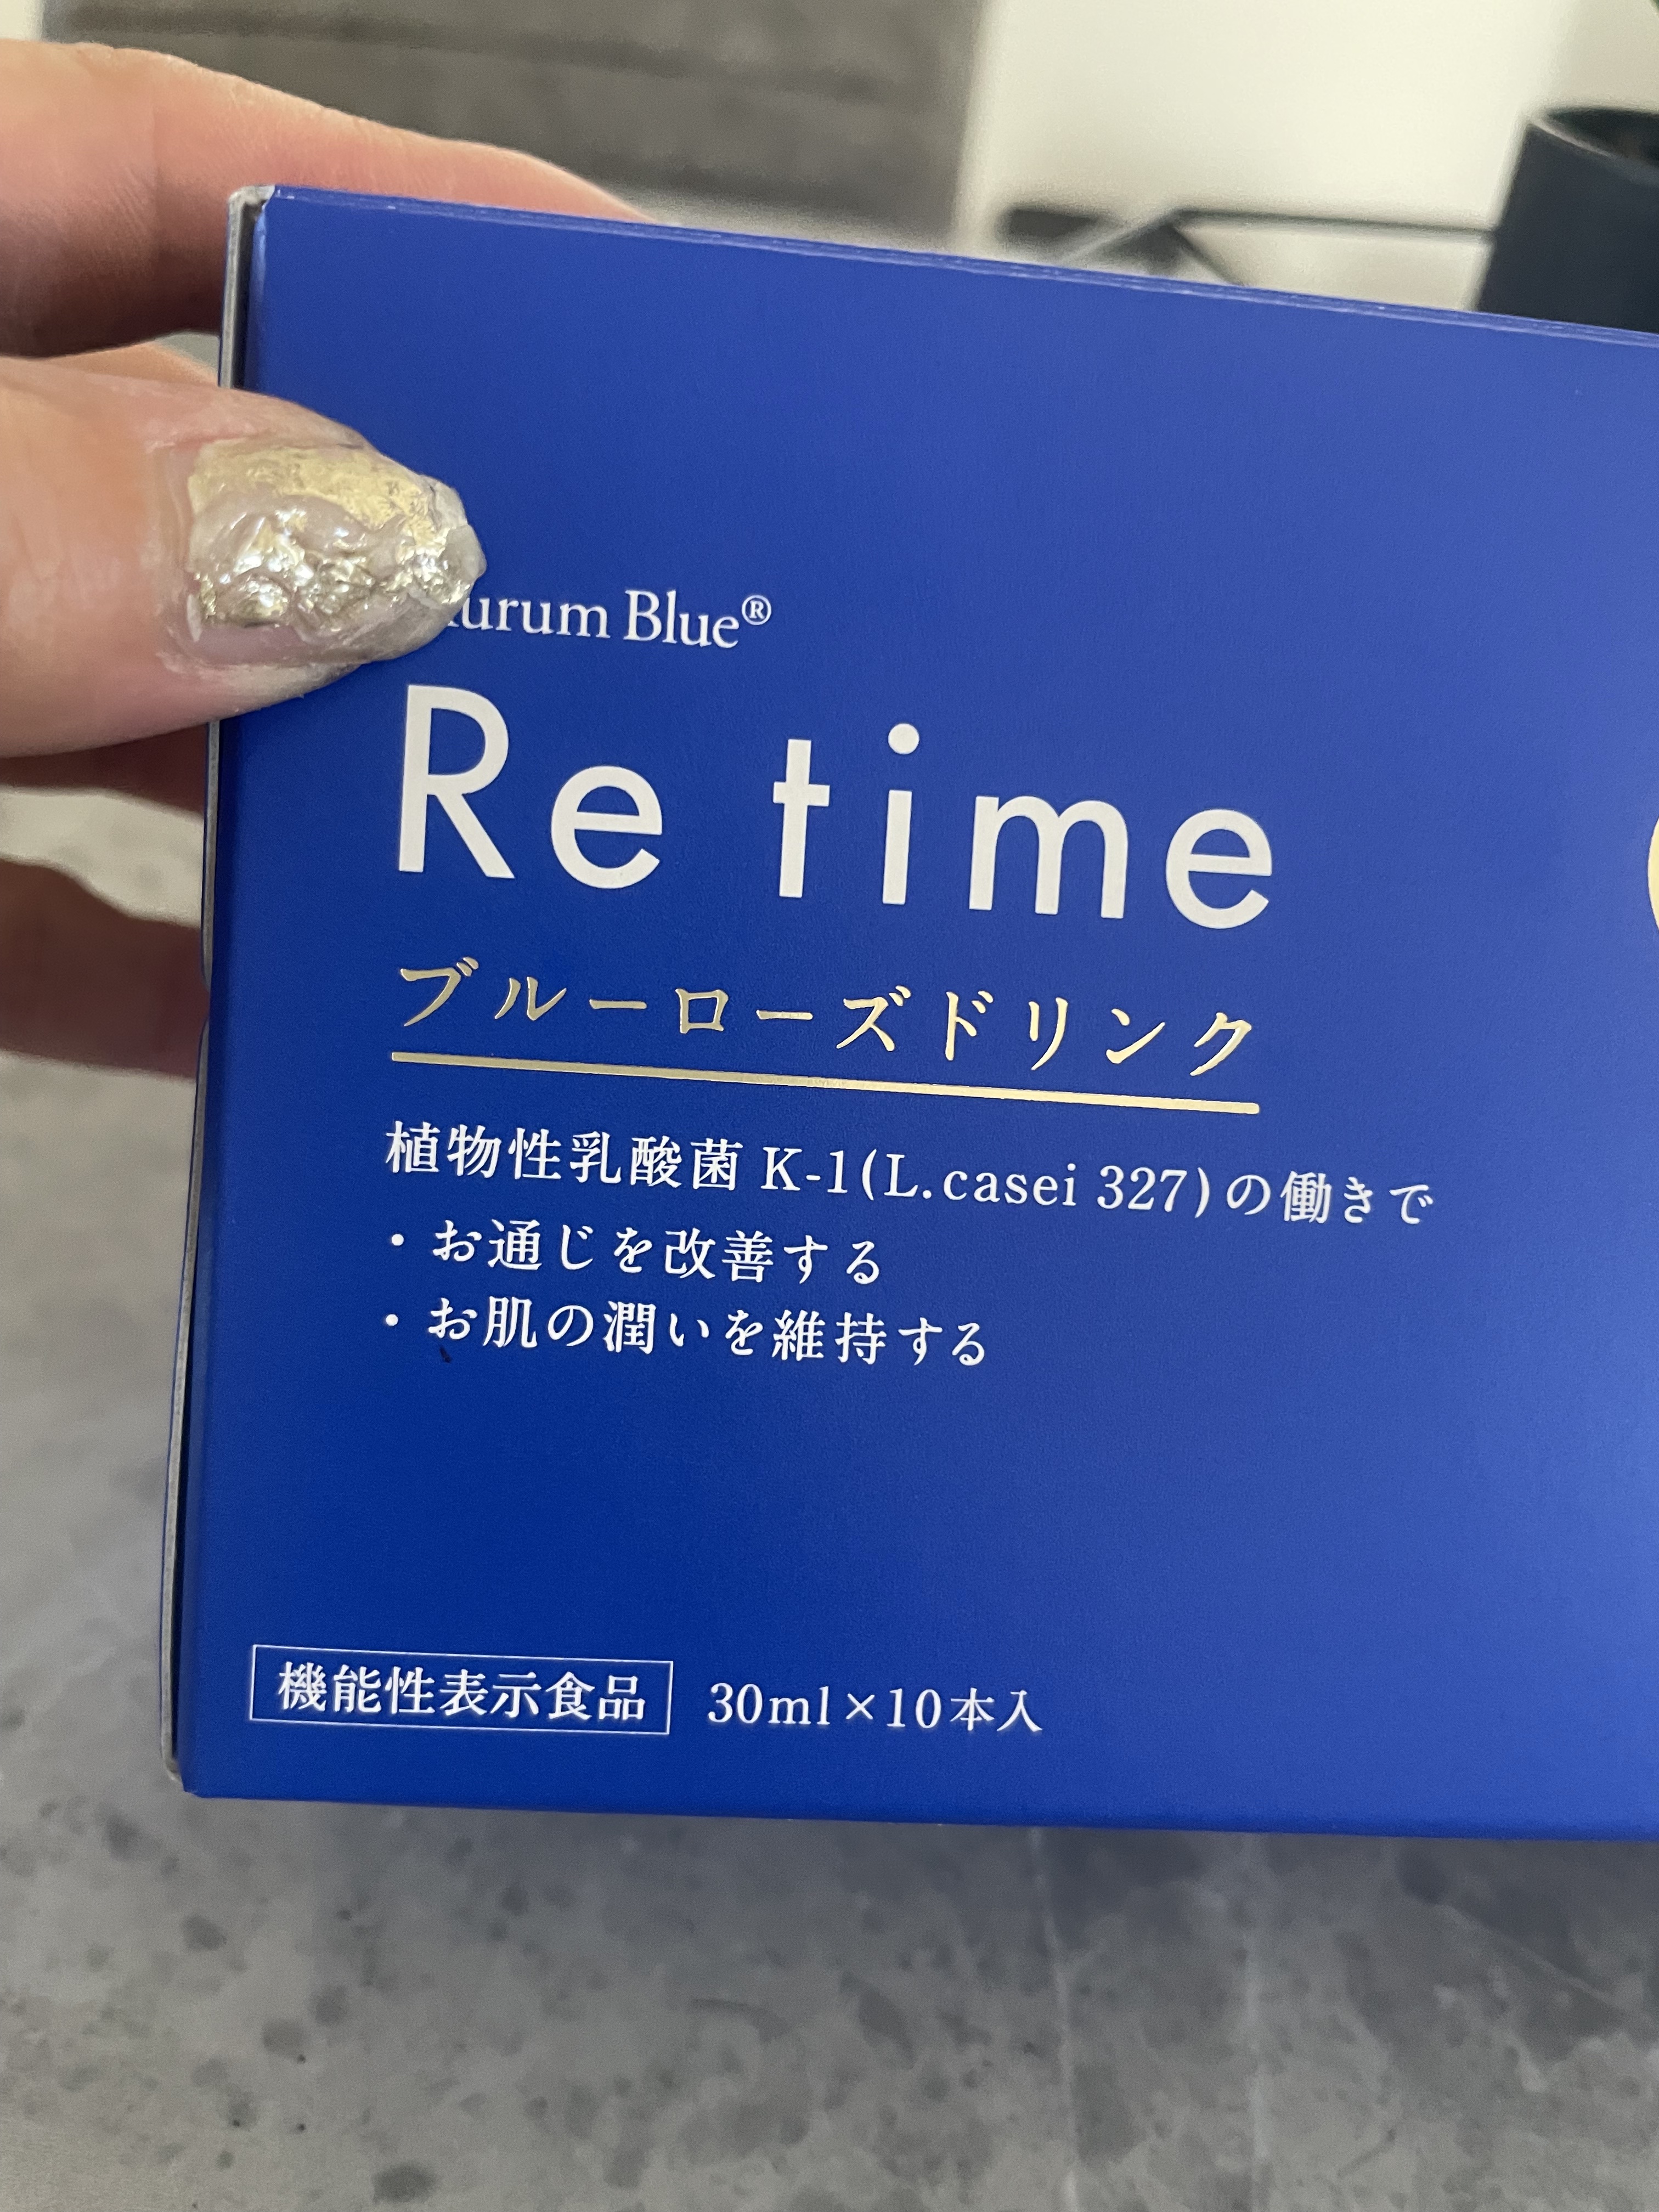 urum Blue®
Re time
ブルーローズドリンク
植物性乳酸菌 K-1(L.casei 327)の働きで
・お通じを改善する
・お肌の潤いを維持する
機能性表示食品 30ml×10本入